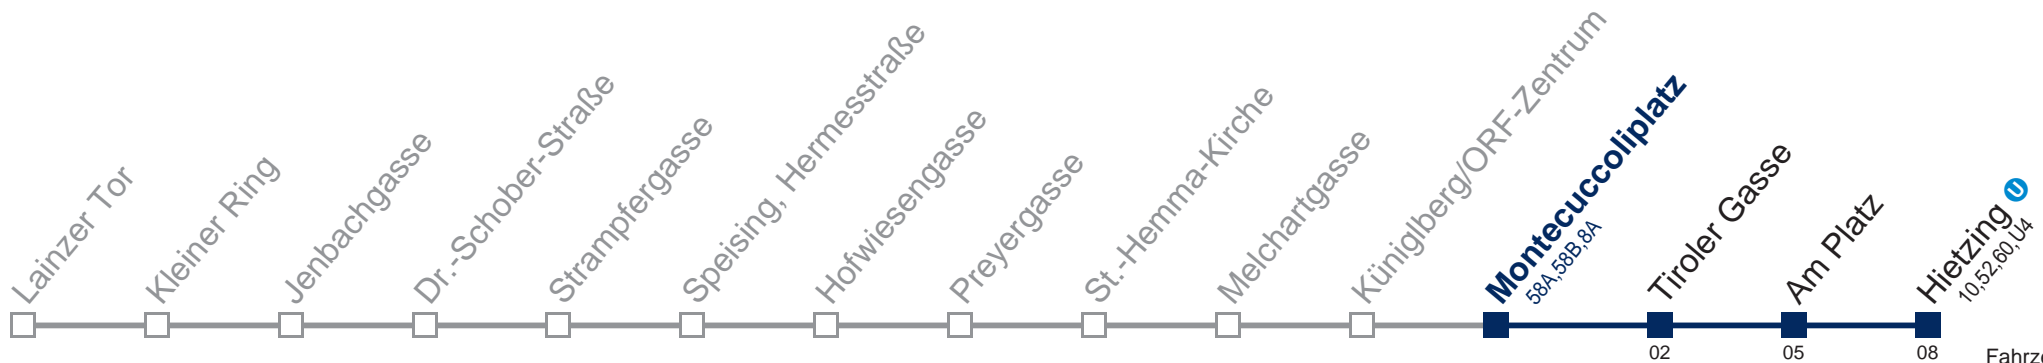 Lainzer Tor
Kleiner Ring
Jenbachgasse
Dr.-Schober-Straße
Strampfergasse
Speising, Hermesstraße
Hofwiesengasse
Preyergasse
St.-Hemma-Kirche
Melchartgasse
Küniglberg/ORF-Zentrum
Montecuccoliplatz
58A,58B,8A
Tiroler Gasse
Am Platz
Hietzing U
10,52,60,U4
02
05
08
Fahrze